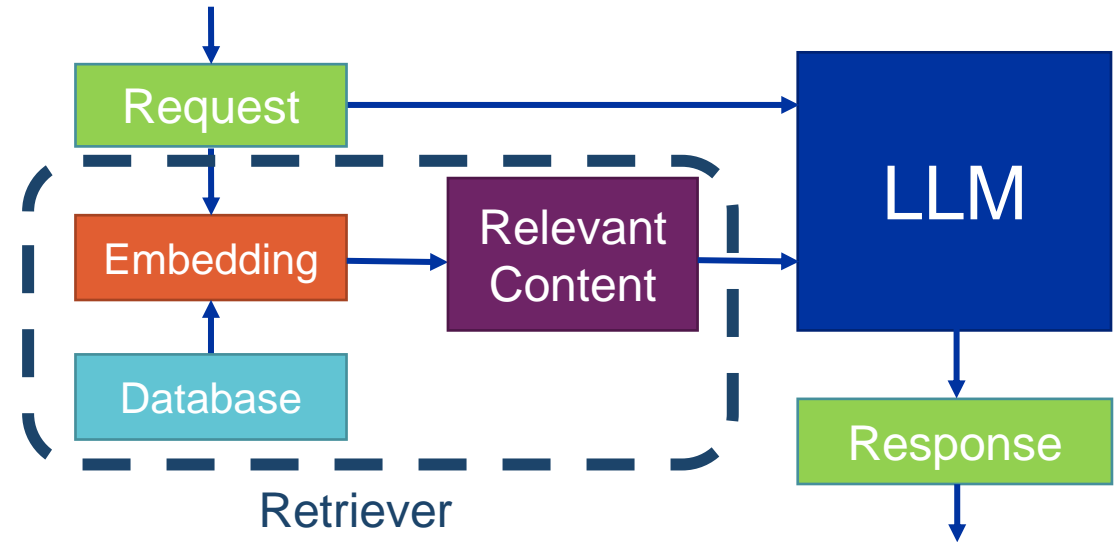 Request
LLM
Embedding
Relevant
Content
Database
Response
Retriever